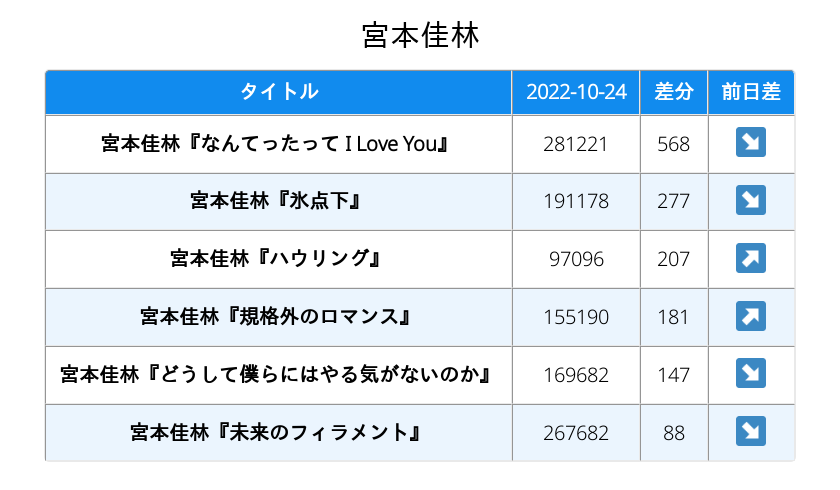 宮本佳林
タイトル 2022-10-24 差分 前日差
宮本佳林『なんてったって I Love You』 281221 568 ↘
宮本佳林『氷点下』 191178 277 ↘
宮本佳林『ハウリング』 97096 207 ↗
宮本佳林『規格外のロマンス』 155190 181 ↗
宮本佳林『どうして僕らにはやる気がないのか』 169682 147 ↘
宮本佳林『未来のフィラメント』 267682 88 ↘